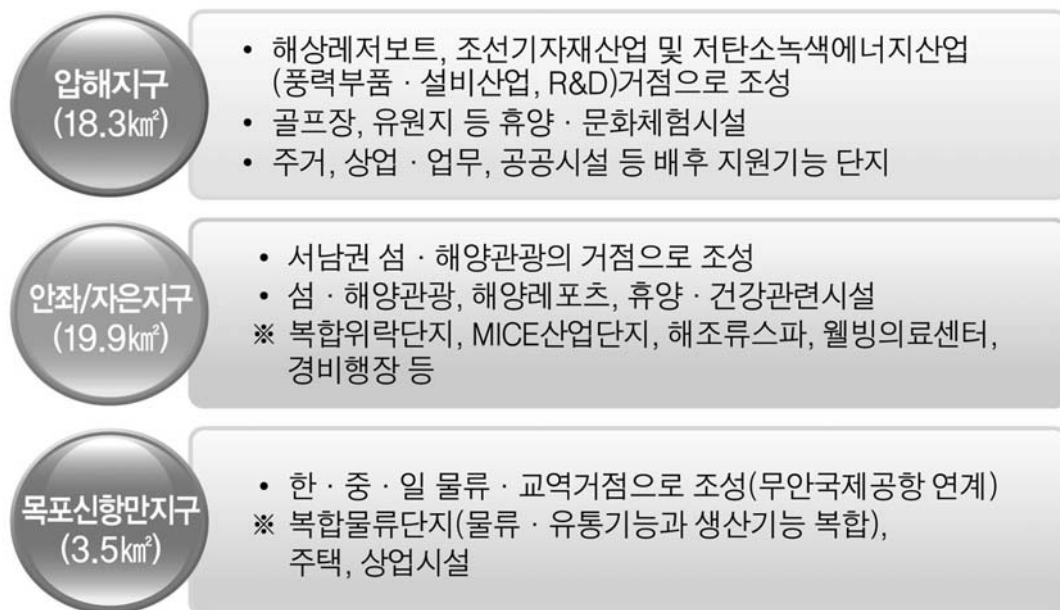 압해지구
(18.3㎢)
• 해상레저보트, 조선기자재산업 및 저탄소녹색에너지산업
(풍력부품 · 설비산업, R&D)거점으로 조성
• 골프장, 유원지 등 휴양 · 문화체험시설
• 주거, 상업 · 업무, 공공시설 등 배후 지원기능 단지
안좌/자은지구
(19.9㎢)
• 서남권 섬 · 해양관광의 거점으로 조성
• 섬 · 해양관광, 해양레포츠, 휴양 · 건강관련시설
※ 복합위락단지, MICE산업단지, 해조류스파, 웰빙의료센터,
경비행장 등
목포신항만지구
(3.5㎢)
• 한 · 중 · 일 물류 · 교역거점으로 조성(무안국제공항 연계)
※ 복합물류단지(물류 · 유통기능과 생산기능 복합),
주택, 상업시설